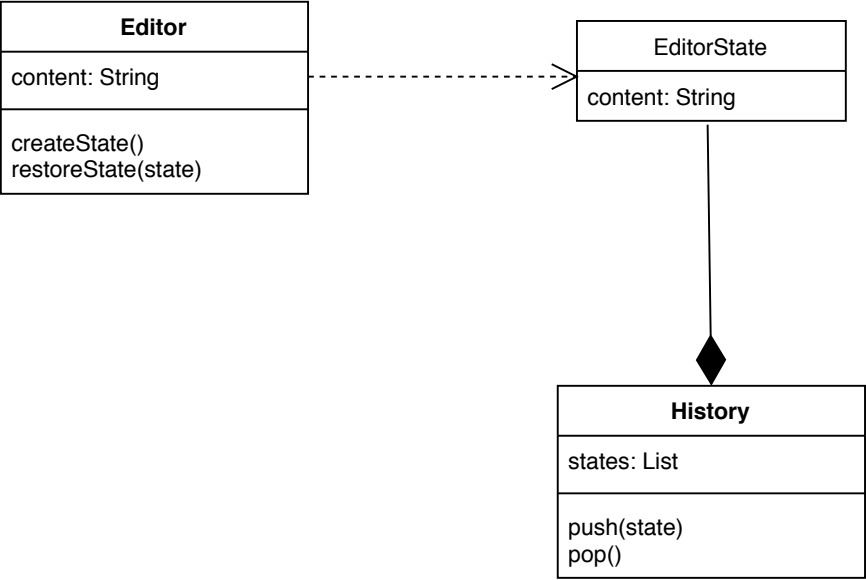 Editor
content: String
createState()
restoreState(state)
EditorState
content: String
History
states: List
push(state)
pop()